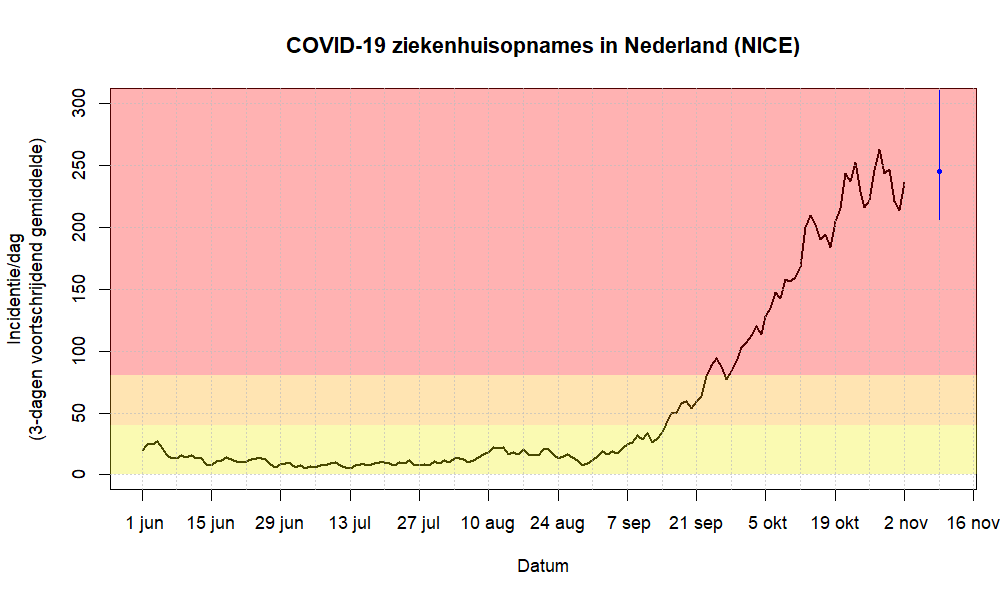 COVID-19 ziekenhuisopnames in Nederland (NICE)
Incidentie/dag
(3-dagen voortschrijdend gemiddelde)
300
250
200
150
100
50
0
1 jun 15 jun 29 jun 13 jul 27 jul 10 aug 24 aug 7 sep 21 sep 5 okt 19 okt 2 nov 16 nov
Datum